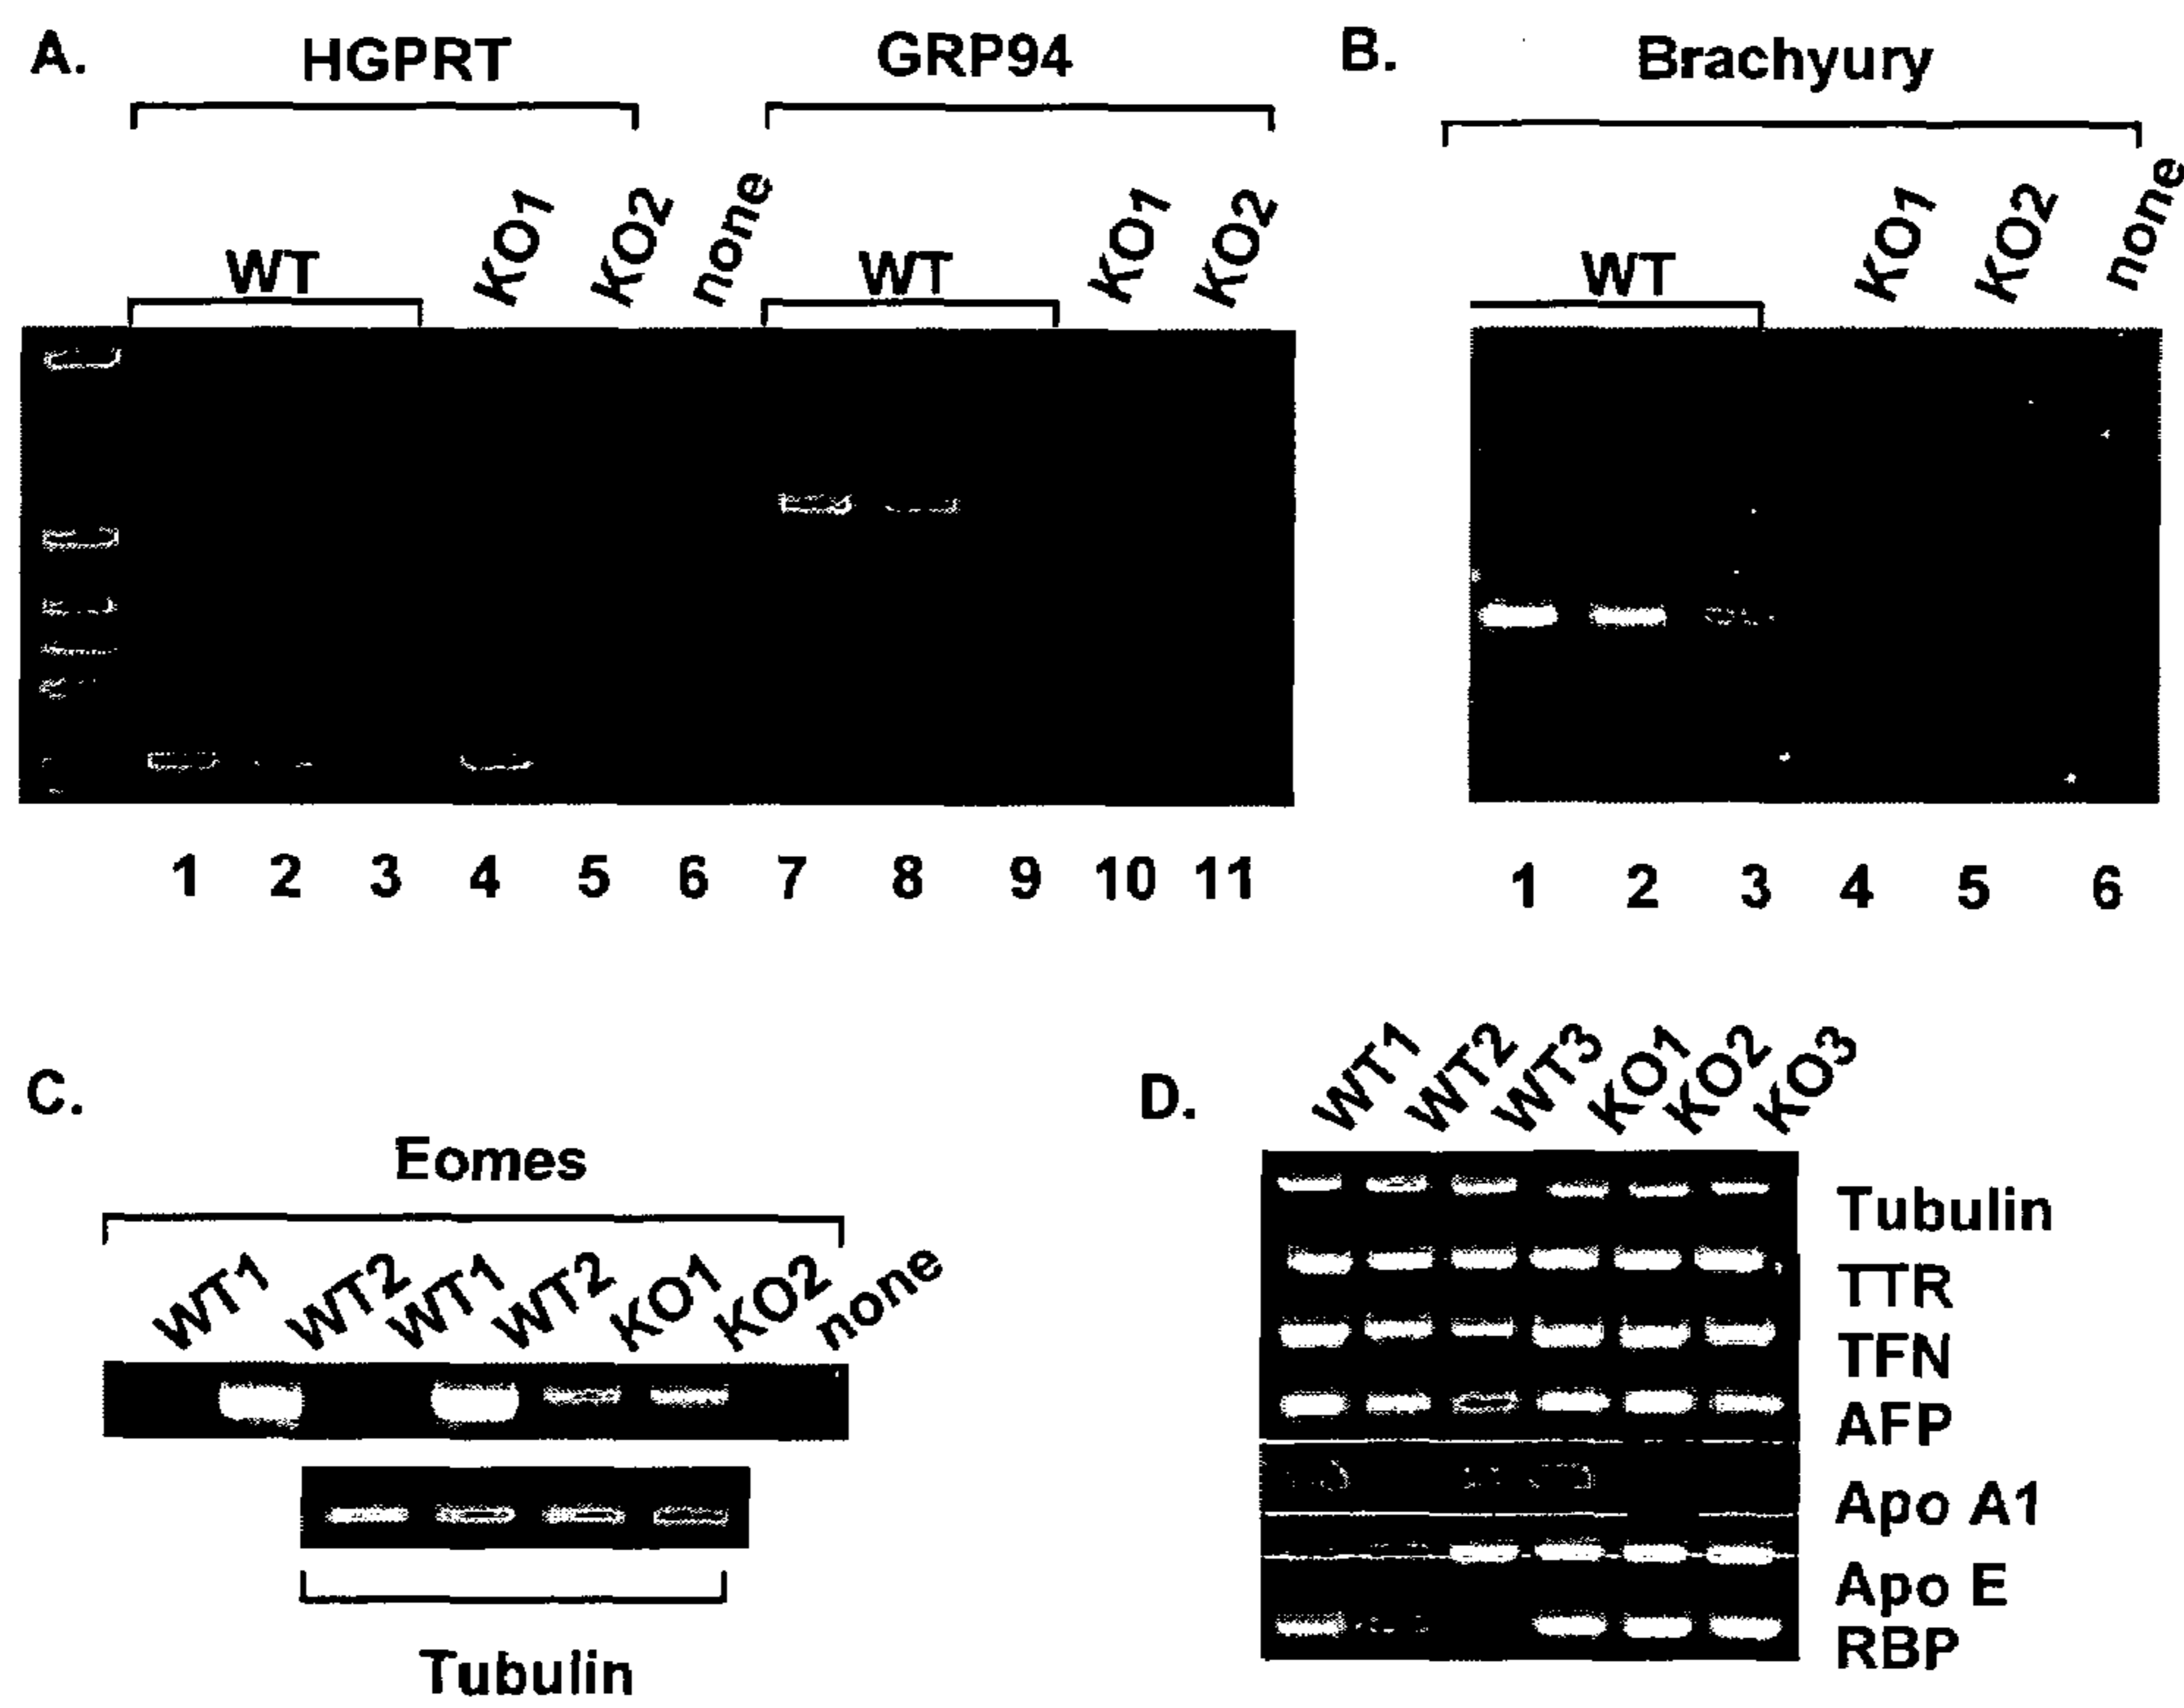 A.
HGPRT
GRP94
WT
KO1
KO2
none
WT
KO1
KO2
1 2 3 4 5 6 7 8 9 10 11
B.
Brachyury
WT
KO1
KO2
none
1 2 3 4 5 6
C.
Eomes
WT1 WT2 WT1 WT2 KO1 KO2 none
Tubulin
D.
WT1 WT2 WT3 KO1 KO2 KO3
Tubulin
TTR
TFN
AFP
Apo A1
Apo E
RBP